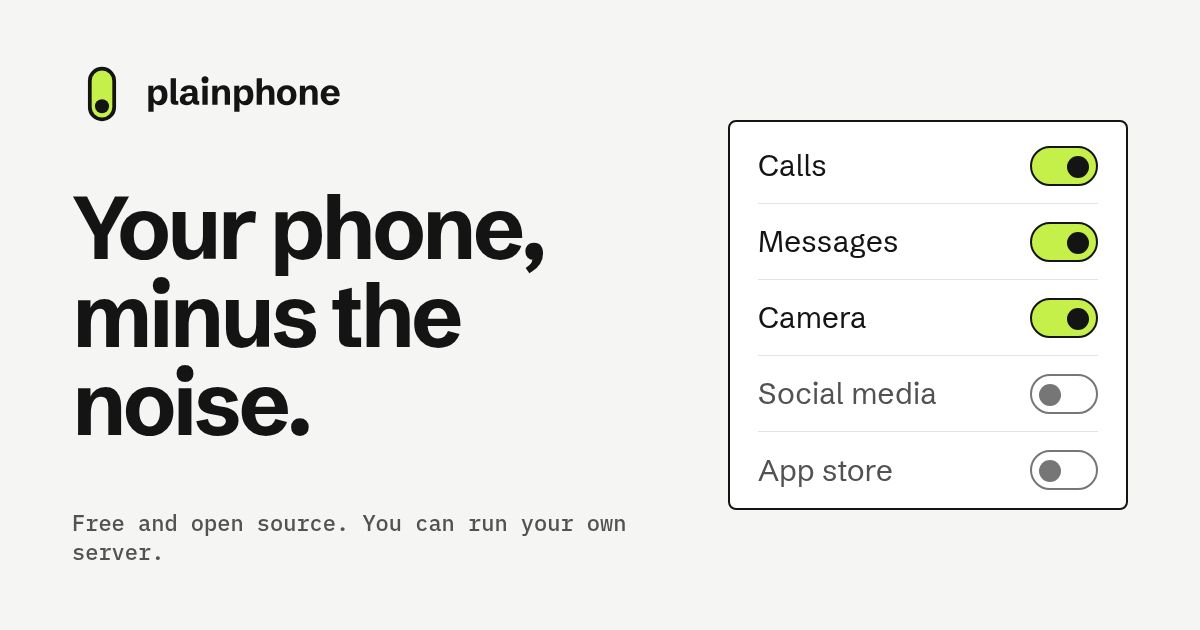 plainphone
Your phone,
minus the
noise.
Free and open source. You can run your own
server.
Calls
Messages
Camera
Social media
App store